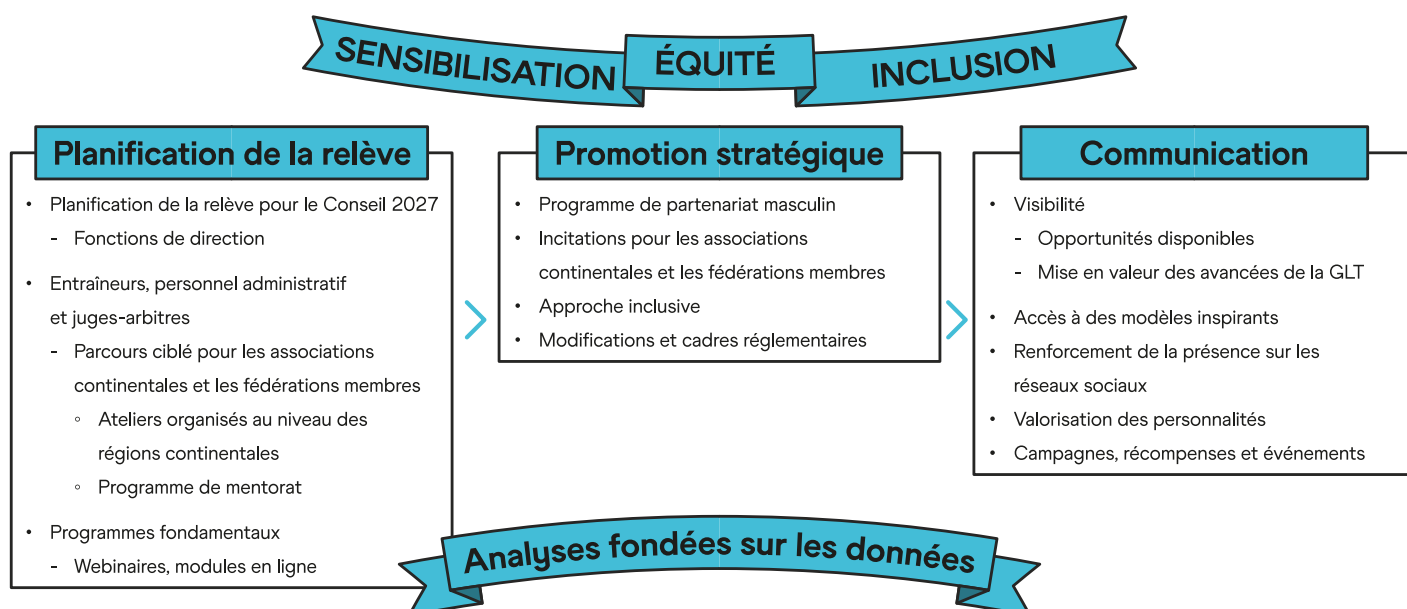 SENSIBILISATION ÉQUITÉ INCLUSION
Planification de la relève
• Planification de la relève pour le Conseil 2027
- Fonctions de direction
• Entraîneurs, personnel administratif
et juges-arbitres
- Parcours ciblé pour les associations
continentales et les fédérations membres
◦ Ateliers organisés au niveau des
régions continentales
◦ Programme de mentorat
• Programmes fondamentaux
- Webinaires, modules en ligne
Promotion stratégique
• Programme de partenariat masculin
• Incitations pour les associations
continentales et les fédérations membres
• Approche inclusive
• Modifications et cadres réglementaires
Communication
• Visibilité
- Opportunités disponibles
- Mise en valeur des avancées de la GLT
• Accès à des modèles inspirants
• Renforcement de la présence sur les
réseaux sociaux
• Valorisation des personnalités
• Campagnes, récompenses et événements
Analyses fondées sur les données